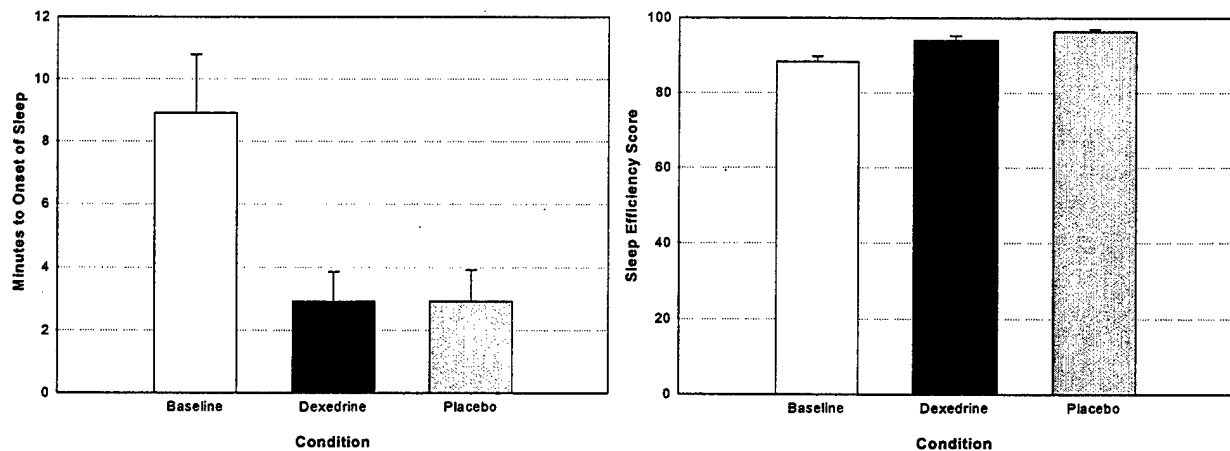 Minutes to Onset of Sleep
12
10
8
6
4
2
0
Baseline Dexedrine Placebo
Condition
Sleep Efficiency Score
100
80
60
40
20
0
Baseline Dexedrine Placebo
Condition